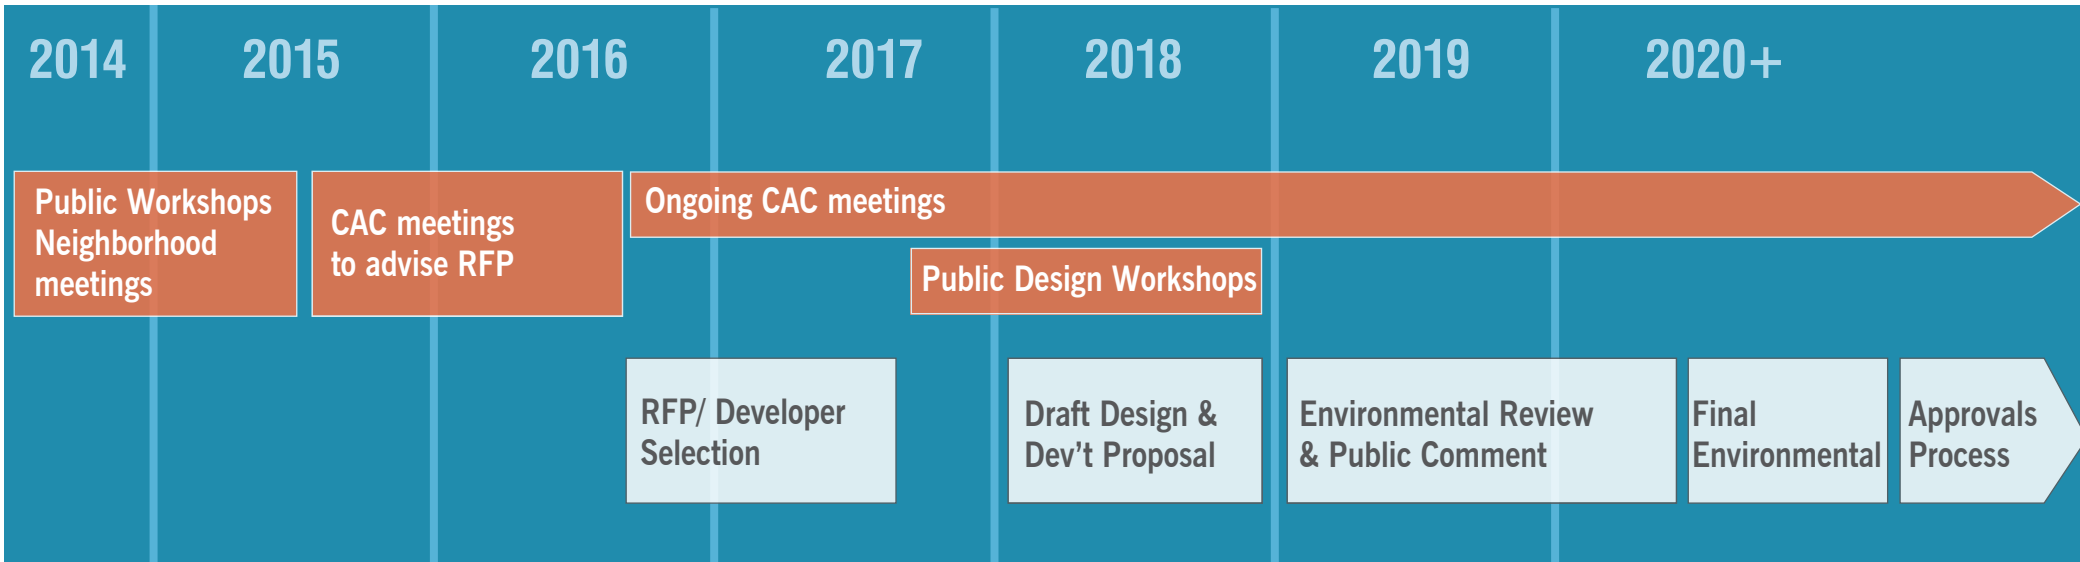 2014 2015 2016 2017 2018 2019 2020+
Public Workshops
Neighborhood
meetings
CAC meetings
to advise RFP
Ongoing CAC meetings
Public Design Workshops
RFP/ Developer
Selection
Draft Design &
Dev’t Proposal
Environmental Review
& Public Comment
Final
Environmental
Approvals
Process